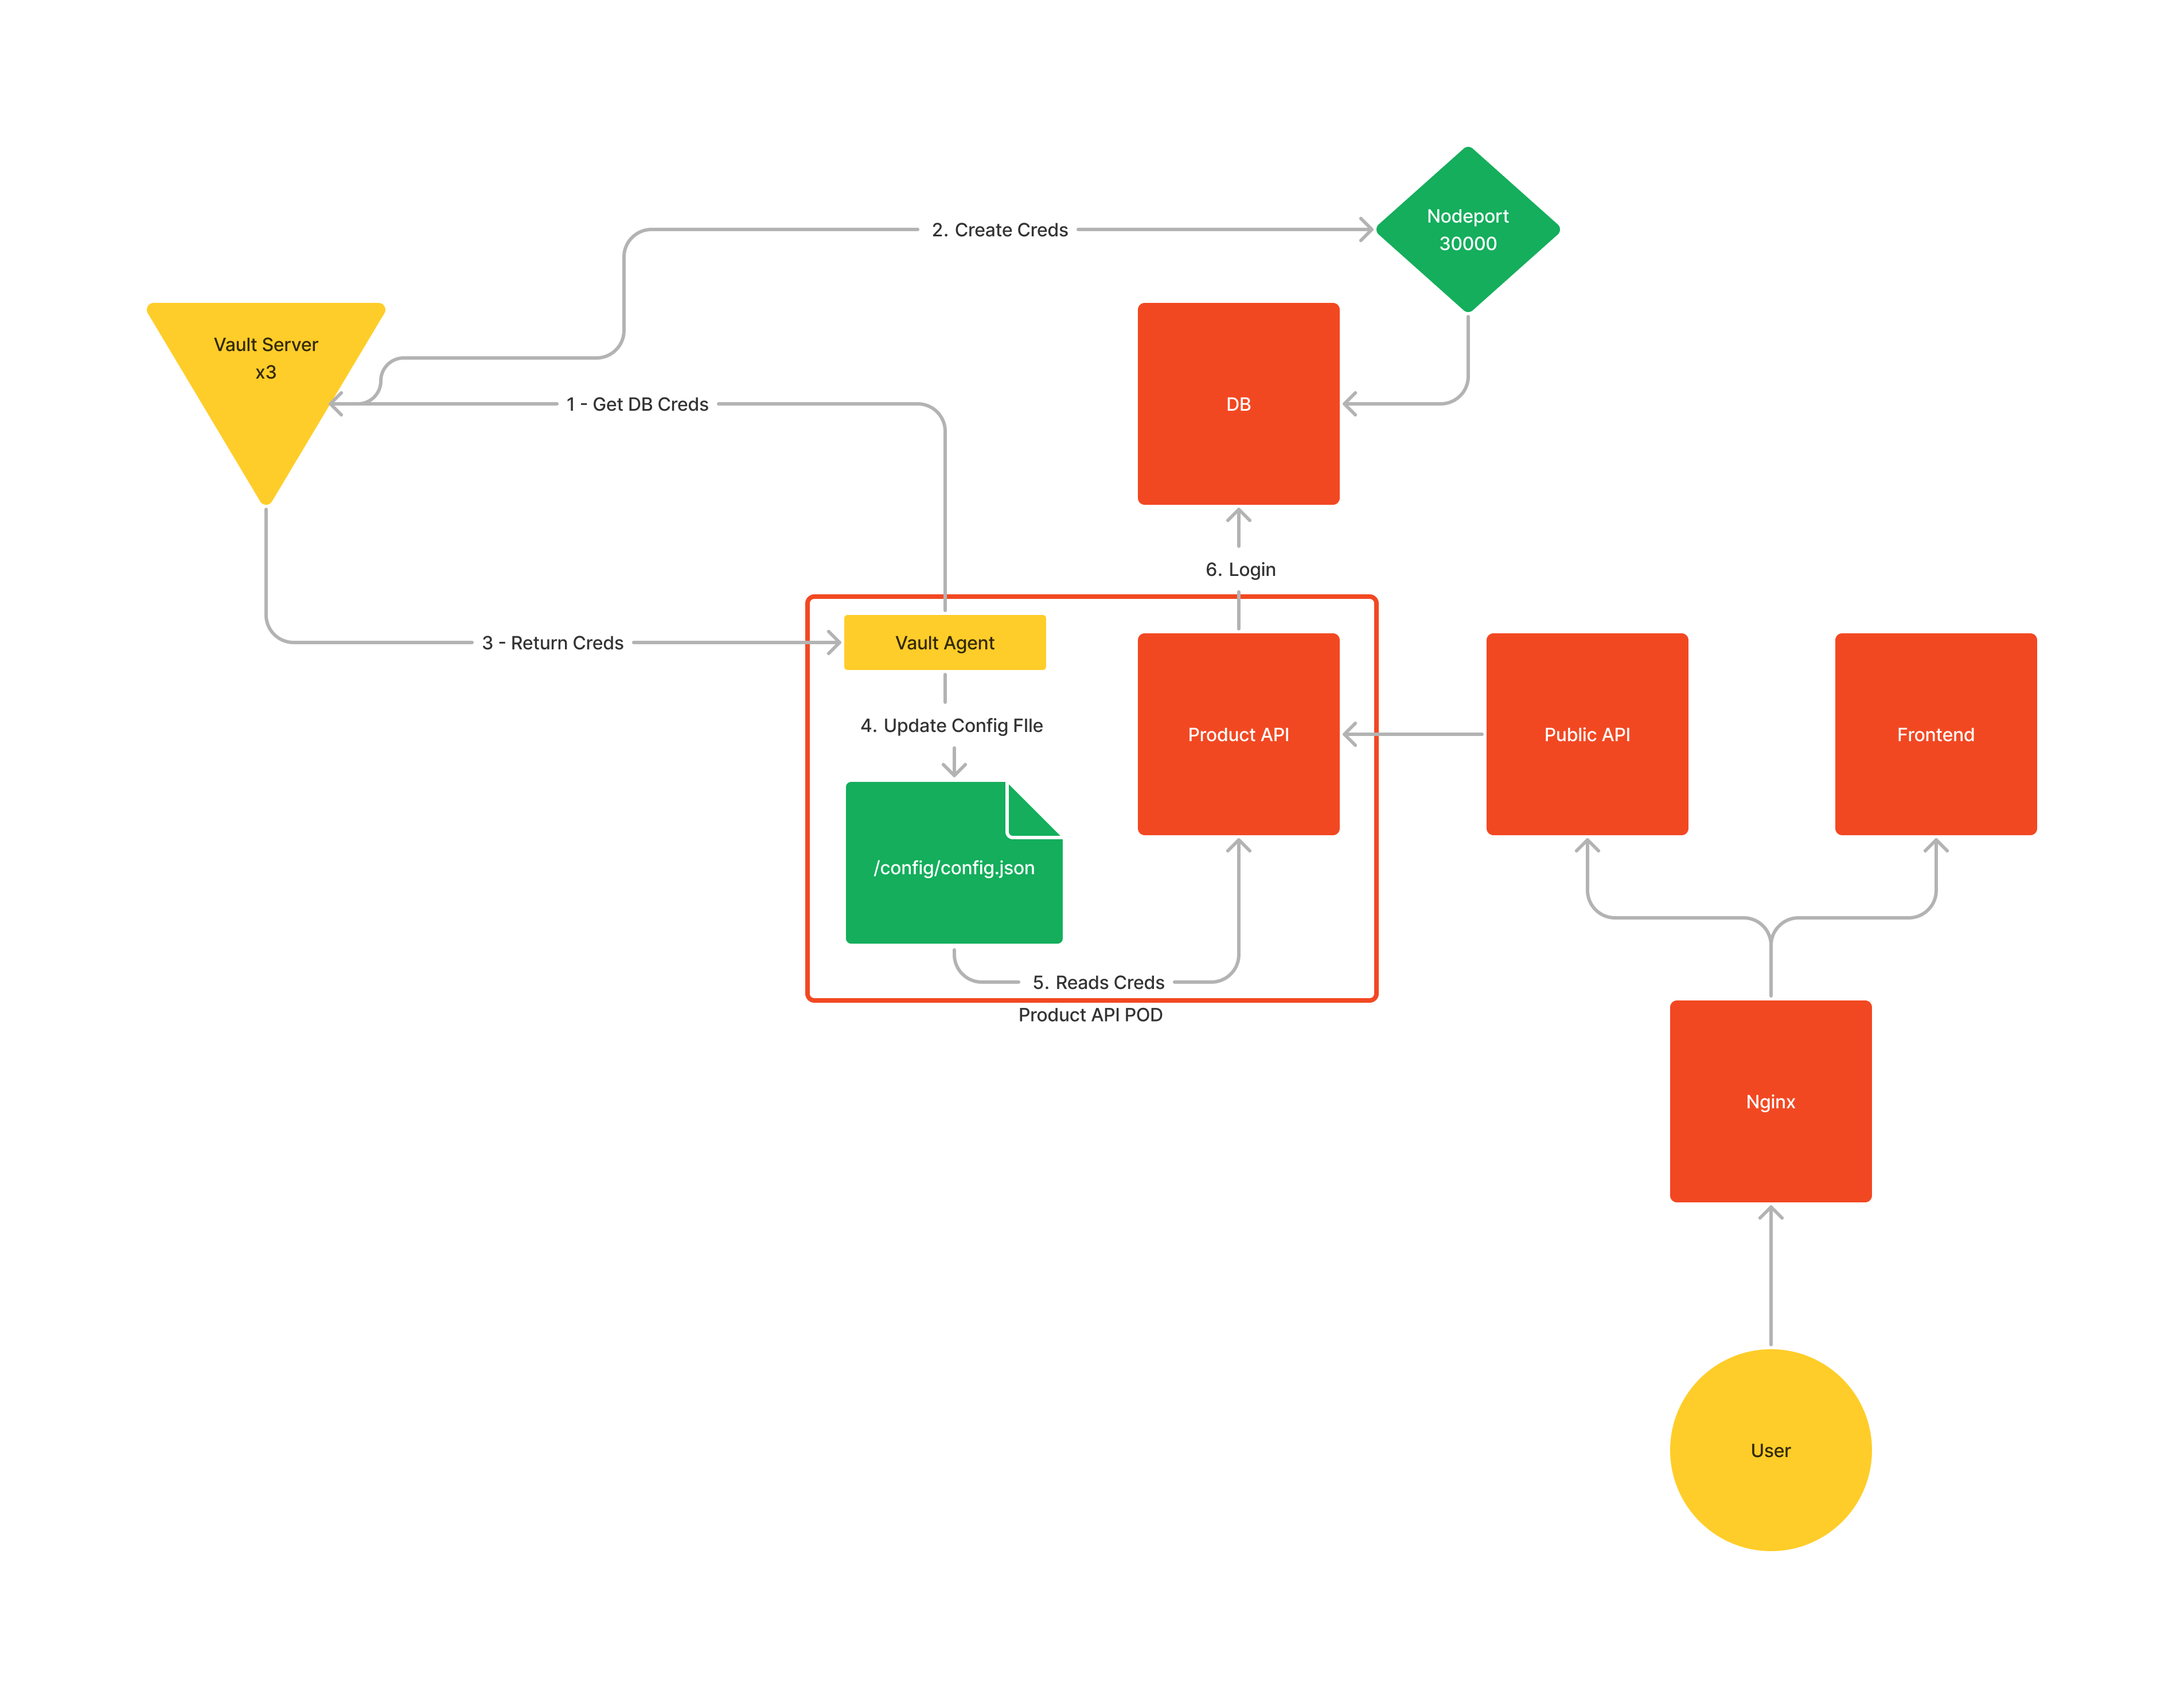 Nodeport
30000
2. Create Creds
Vault Server
x3
1 - Get DB Creds
DB
6. Login
3 - Return Creds
Vault Agent
4. Update Config FIle
Product API
Public API
Frontend
/config/config.json
5. Reads Creds
Product API POD
Nginx
User